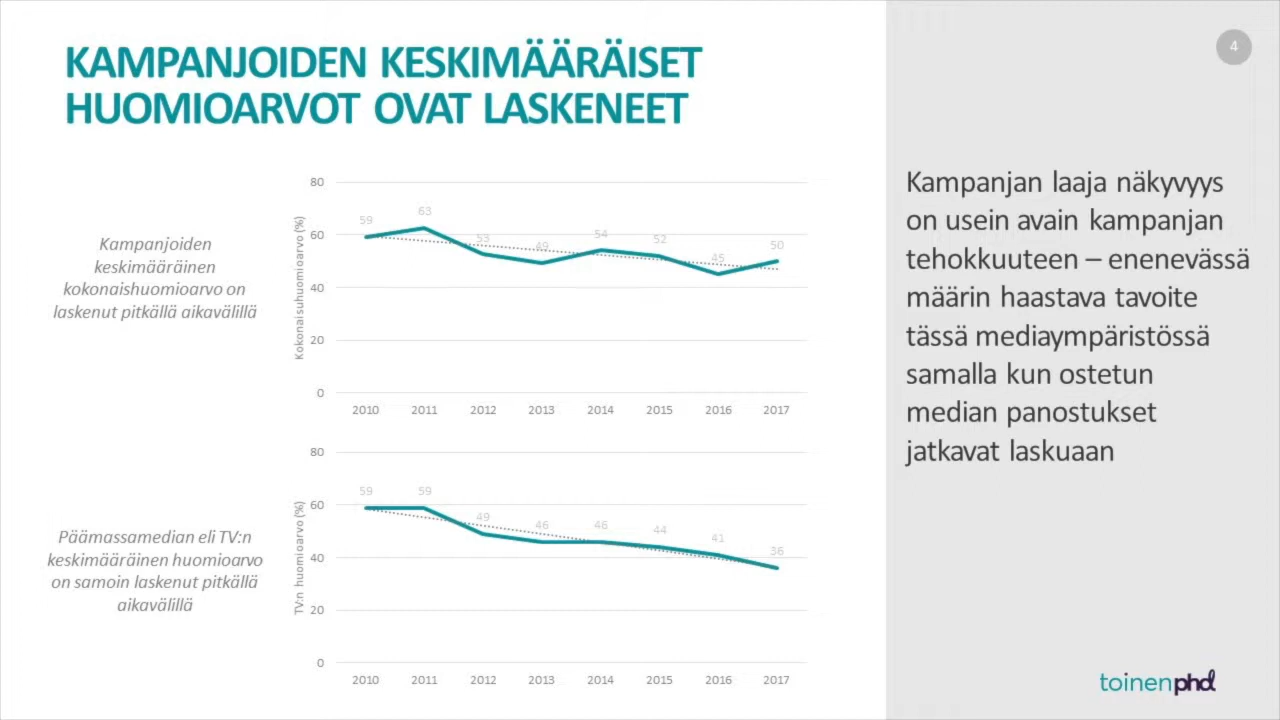 KAMPANJOIDEN KESKIMÄÄRÄISET
HUOMIOARVOT OVAT LASKENEET
4
Kampanjoiden
keskimääräinen
kokonaishuomioarvo on
laskenut pitkällä aikavälillä
Kokonaisuhuomioarvo (%)
80
60
40
20
0
59
63
53
49
54
52
45
50
2010 2011 2012 2013 2014 2015 2016 2017
Päämassamedian eli TV:n
keskimääräinen huomioarvo
on samoin laskenut pitkällä
aikavälillä
TV:n huomioarvo (%)
80
60
40
20
0
59
59
49
46
46
44
41
36
2010 2011 2012 2013 2014 2015 2016 2017
Kampanjan laaja näkyvyys
on usein avain kampanjan
tehokkuuteen – enenevässä
määrin haastava tavoite
tässä mediaympäristössä
samalla kun ostetun
median panostukset
jatkavat laskuaan
toinenphd